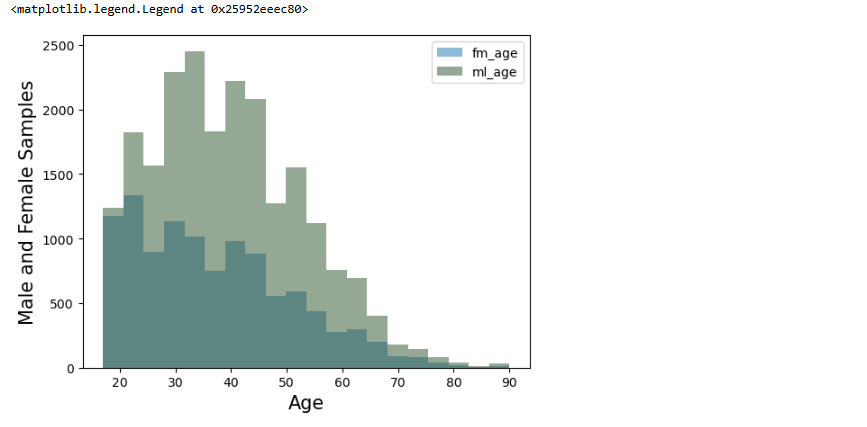 <matplotlib.legend.Legend at 0x25952eeec80>
2500
2000
1500
1000
500
0
Male and Female Samples
fm_age
ml_age
20 30 40 50 60 70 80 90
Age